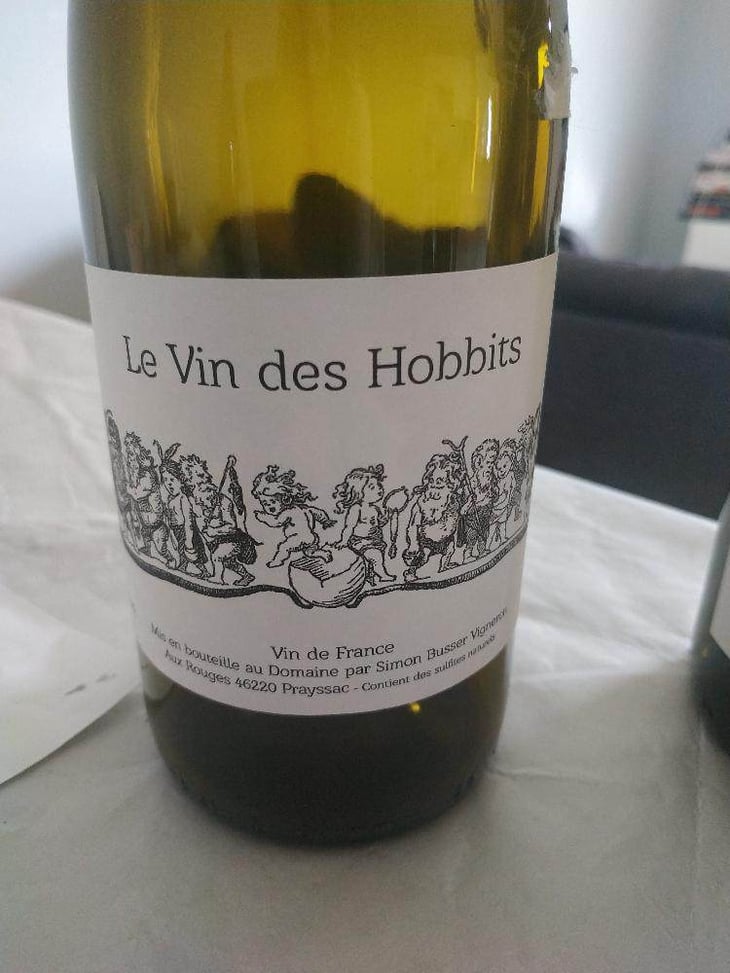 Le Vin des Hobbits
Vin de France
Mis en bouteille au Domaine par Simon Busser Vigneron
Aux Rouges 46220 Prayssac - Contient des sulfites naturels